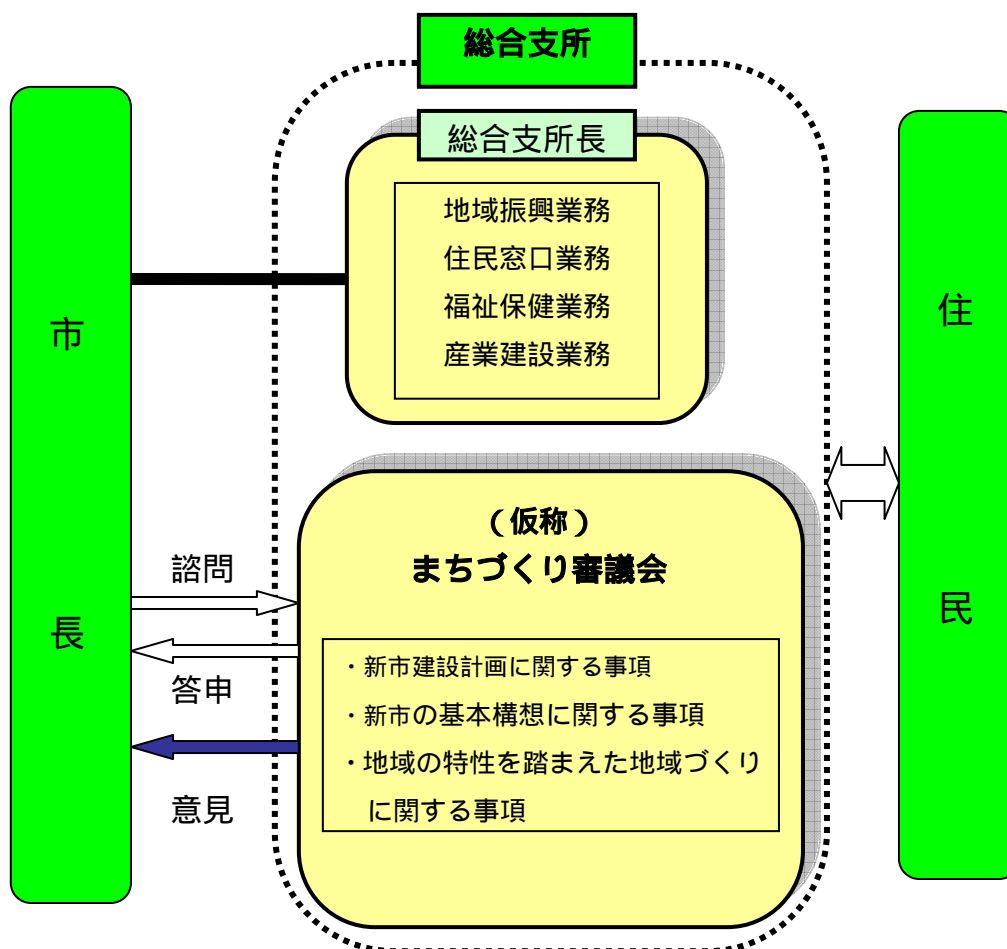 総合支所
総合支所長
地域振興業務
住民窓口業務
福祉保健業務
産業建設業務
市
長
住
民
諮問
答申
意見
(仮称)
まちづくり審議会
・新市建設計画に関する事項
・新市の基本構想に関する事項
・地域の特性を踏まえた地域づくり
に関する事項